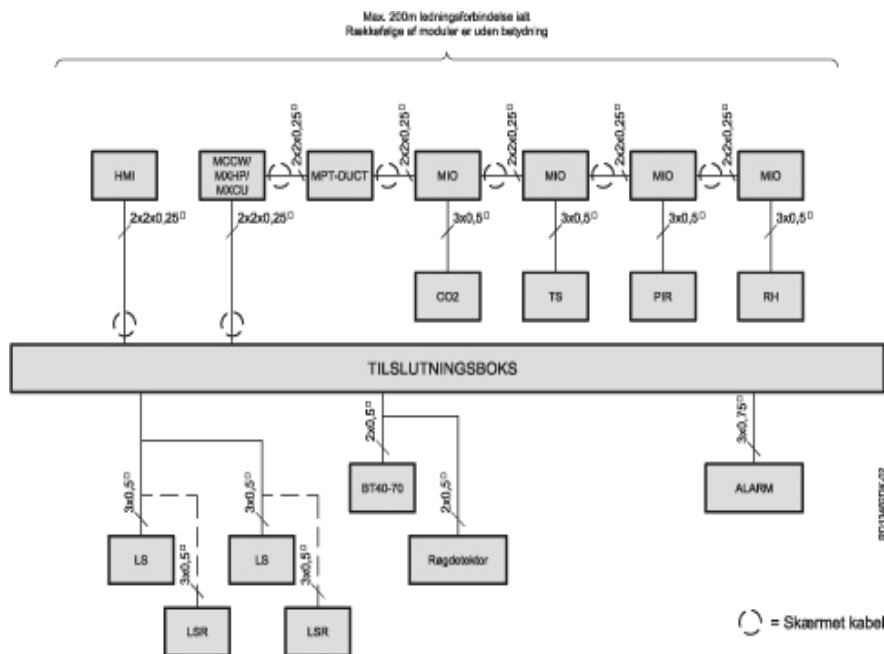 Max. 200m ledningsforbindelse ialt
Rækkefølge af moduler er uden betydning
2x2x0,25□
2x2x0,25□
2x2x0,25□
2x2x0,25□
2x2x0,25□
HMI
MCCW/
MXHP/
MXCU
MPT-DUCT
MIO
MIO
MIO
MIO
2x2x0,25□
2x2x0,25□
3x0,5□
3x0,5□
3x0,5□
3x0,5□
CO2
TS
PIR
RH
TILSLUTNINGSBOKS
3x0,5□
3x0,5□
2x0,5□
3x0,75□
BT40-70
2x0,5□
ALARM
LS
3x0,5□
LS
3x0,5□
Røgdetektor
LSR
LSR
= Skærmet kabel